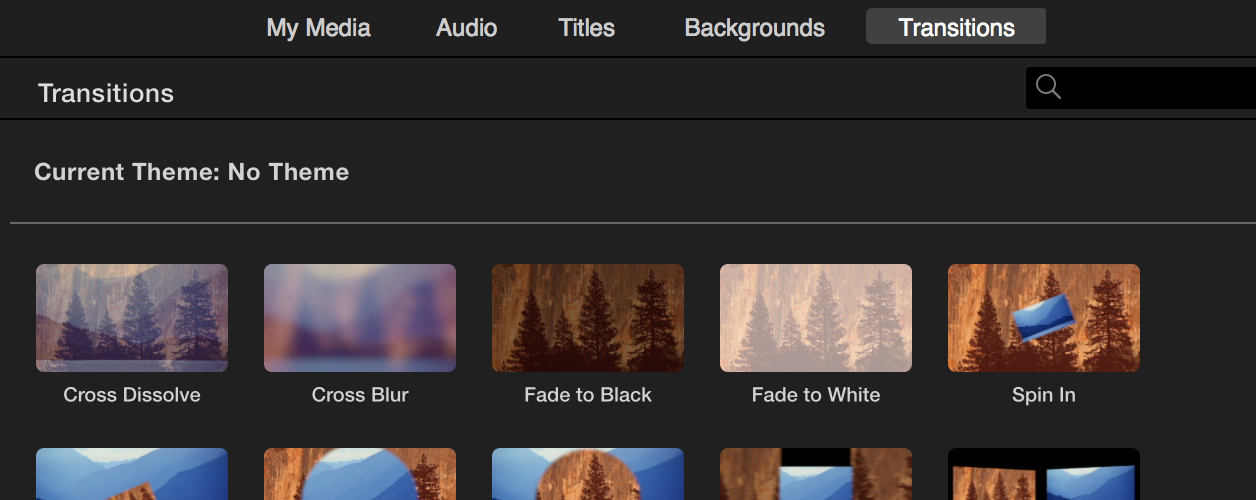 My Media Audio Titles Backgrounds Transitions
Transitions
Current Theme: No Theme
Cross Dissolve Cross Blur Fade to Black Fade to White Spin In